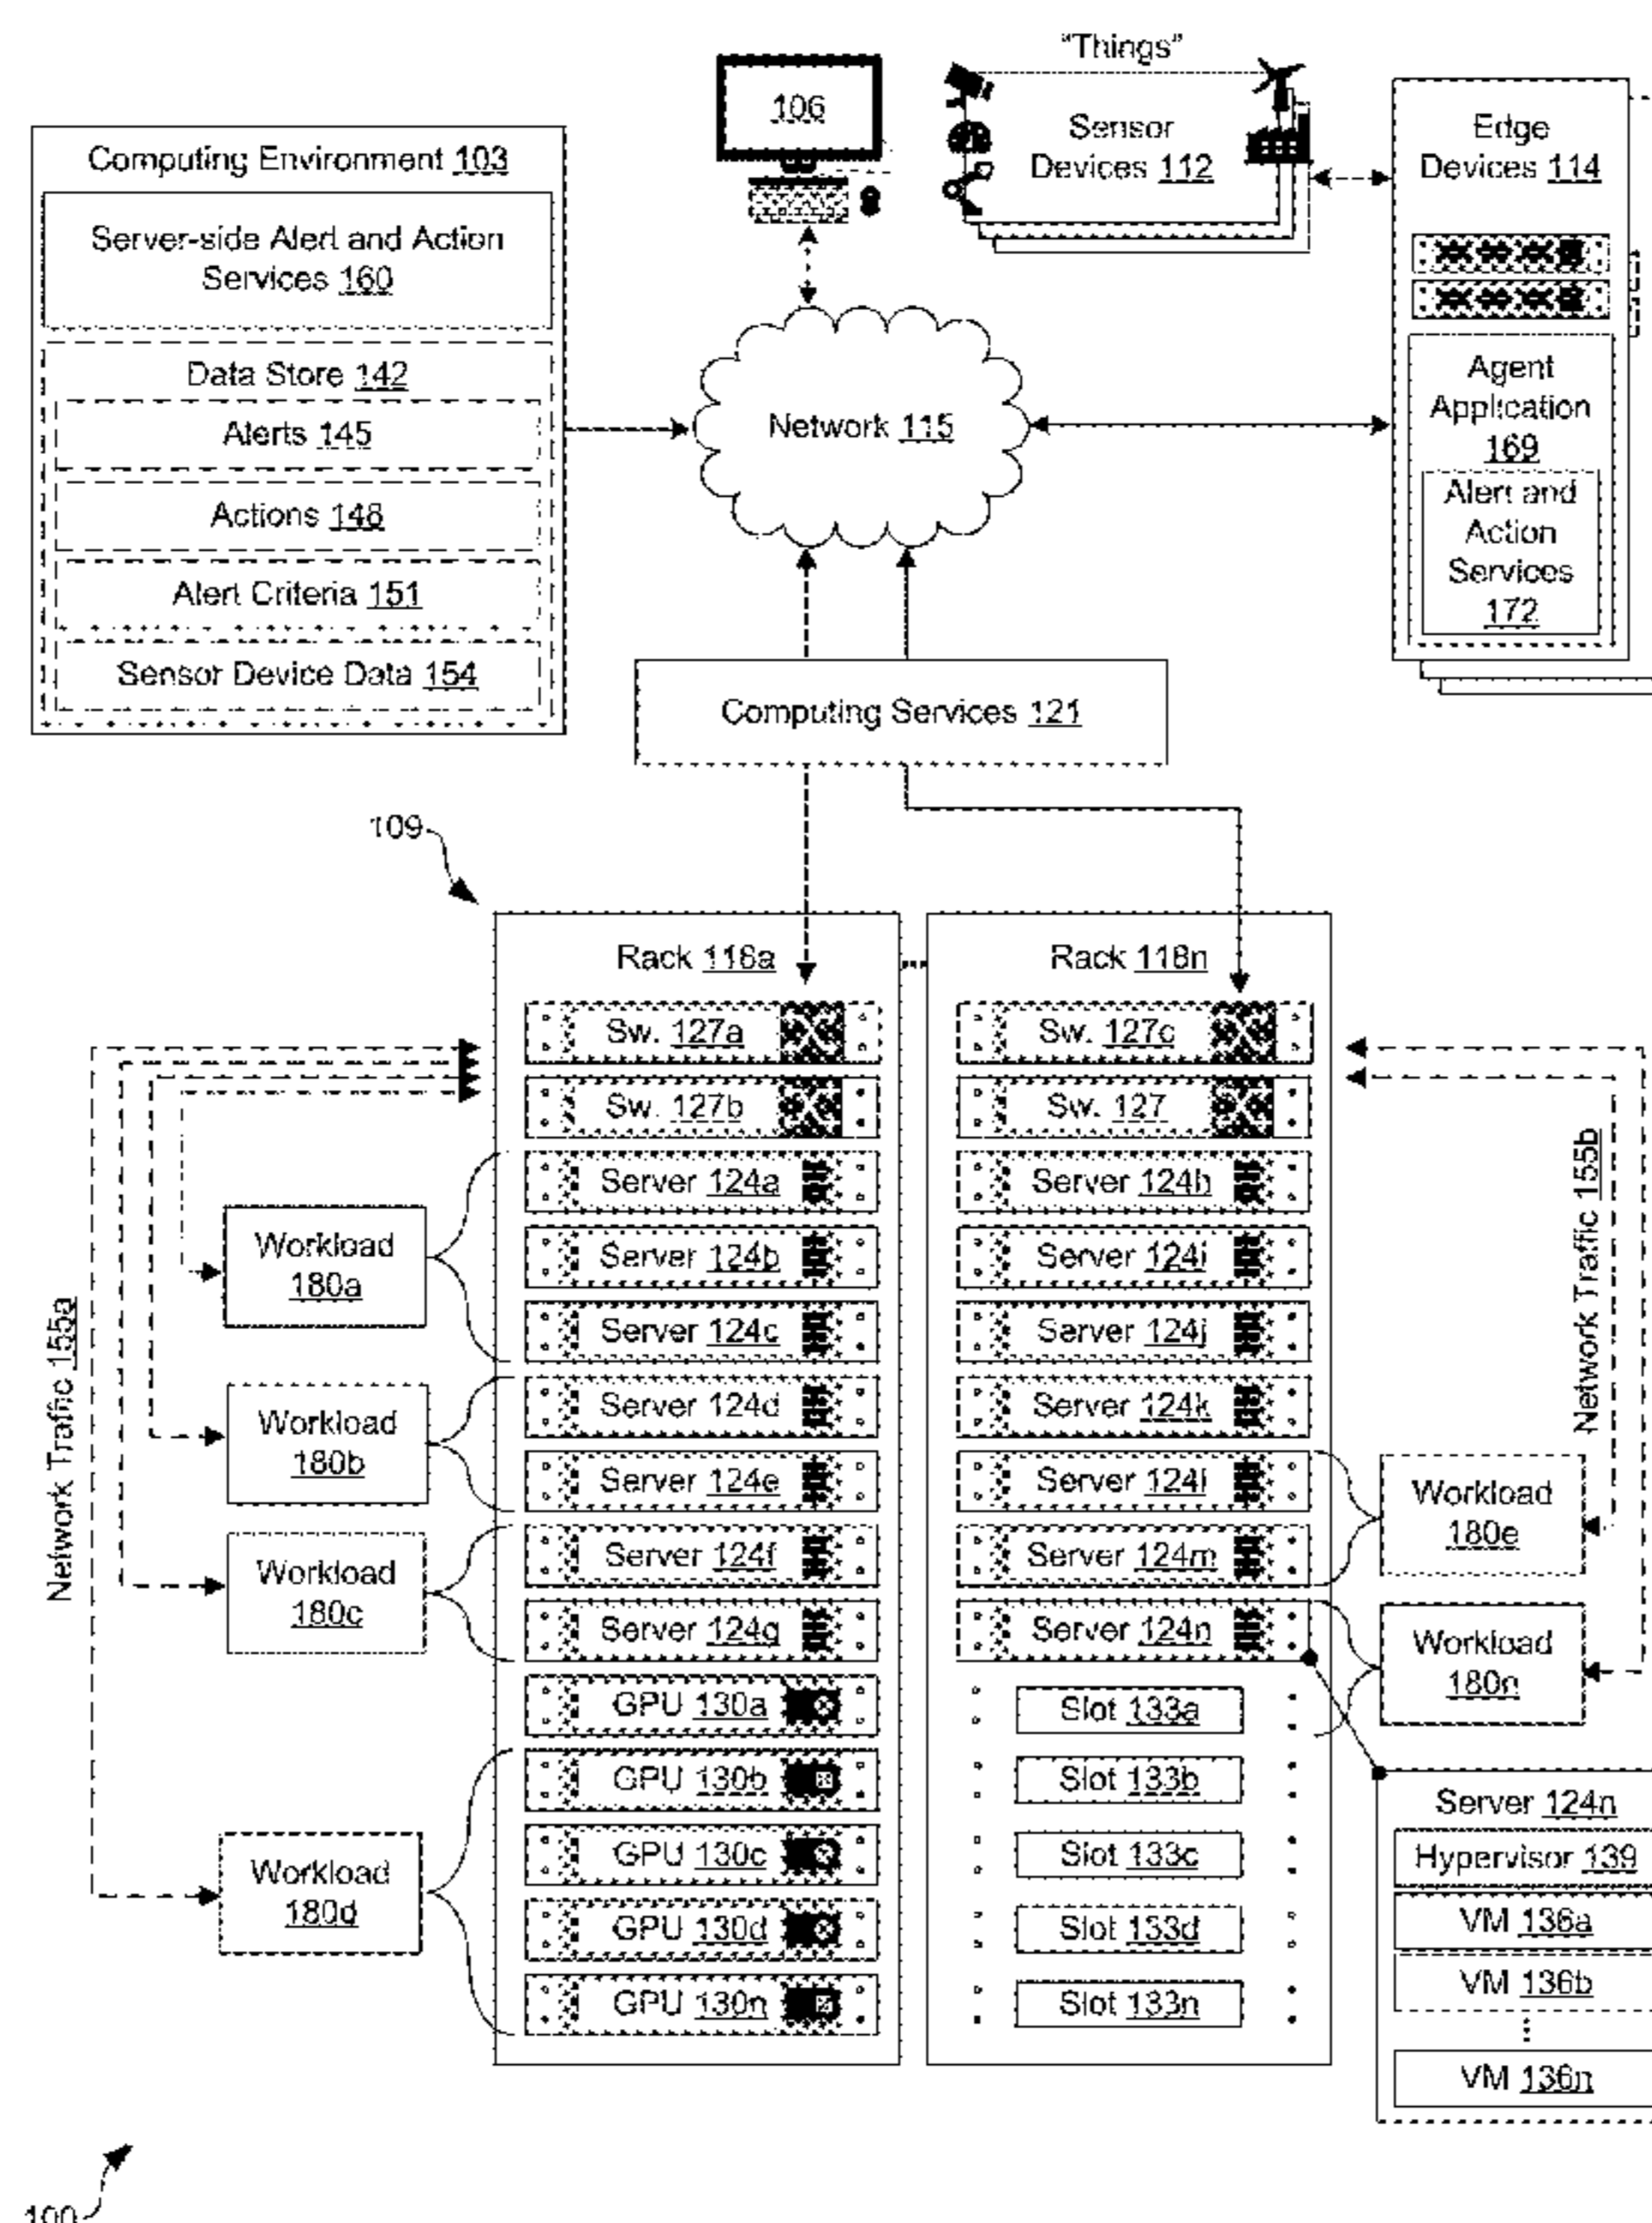 "Things"
106
Sensor
Devices 112
Edge
Devices 114
Computing Environment 103
Server-side Alert and Action
Services 160
Data Store 142
Alerts 145
Actions 148
Alert Criteria 151
Sensor Device Data 154
Network 115
Agent
Application
169
Alert and
Action
Services
172
Computing Services 121
109
Rack 118a
Sw. 127a
Sw. 127b
Server 124a
Server 124b
Server 124c
Server 124d
Server 124e
Server 124f
Server 124g
GPU 130a
GPU 130b
GPU 130c
GPU 130d
GPU 130n
Rack 118n
Sw. 127c
Sw. 127
Server 124h
Server 124i
Server 124j
Server 124k
Server 124l
Server 124m
Server 124n
Slot 133a
Slot 133b
Slot 133c
Slot 133d
Slot 133n
Network Traffic 155a
Workload
180a
Workload
180b
Workload
180c
Workload
180d
Network Traffic 155b
Workload
180e
Workload
180n
Server 124n
Hypervisor 139
VM 136a
VM 136b
⋮
VM 136n
100